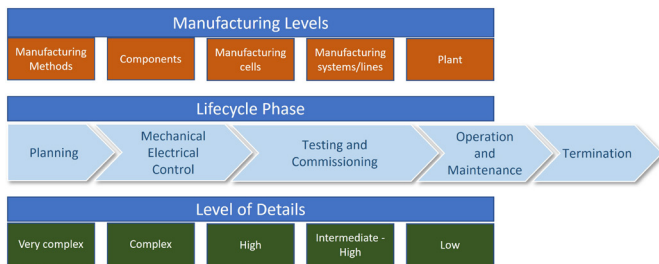 Manufacturing Levels
Manufacturing
Methods
Components
Manufacturing
cells
Manufacturing
systems/lines
Plant
Lifecycle Phase
Planning
Mechanical
Electrical
Control
Testing and
Commissioning
Operation
and
Maintenance
Termination
Level of Details
Very complex
Complex
High
Intermediate -
High
Low